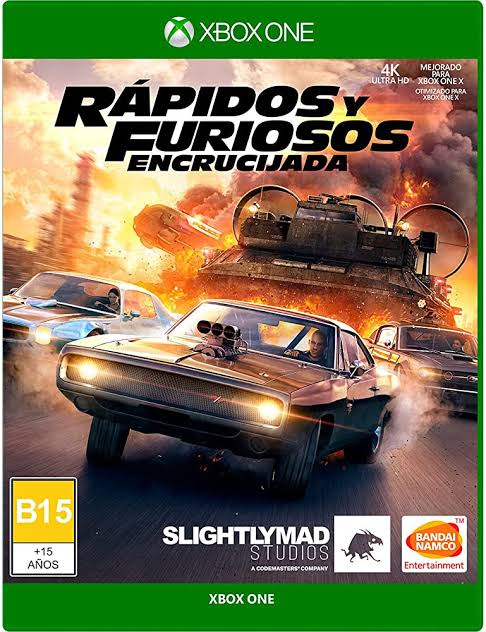 XBOX ONE
4K
ULTRA HD
MEJORADO
PARA
XBOX ONE X
OTIMIZADO PARA
XBOX ONE X
RÁPIDOS Y
FURIOSOS
ENCRUCIJADA
B15
+15
AÑOS
SLIGHTLYMAD
STUDIOS
A CODEMASTERS® COMPANY
BANDAI
NAMCO
TM
Entertainment
XBOX ONE